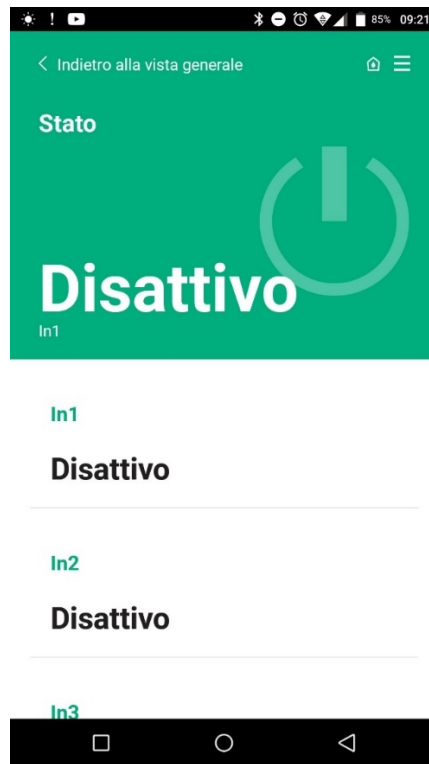 85% 09:21
Indietro alla vista generale
Stato
Disattivo
In1
In1
Disattivo
In2
Disattivo
In3